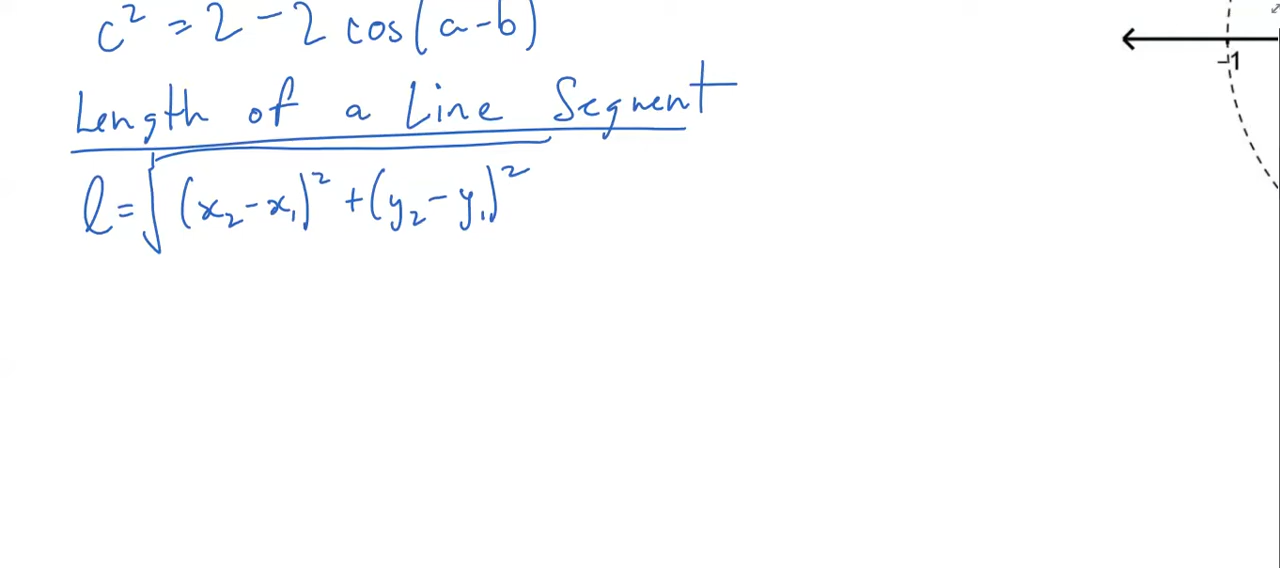 c² = 2 - 2 cos(a-b)
-1
Length of a Line Segment
l = √((x₂-x₁)² + (y₂-y₁)²)